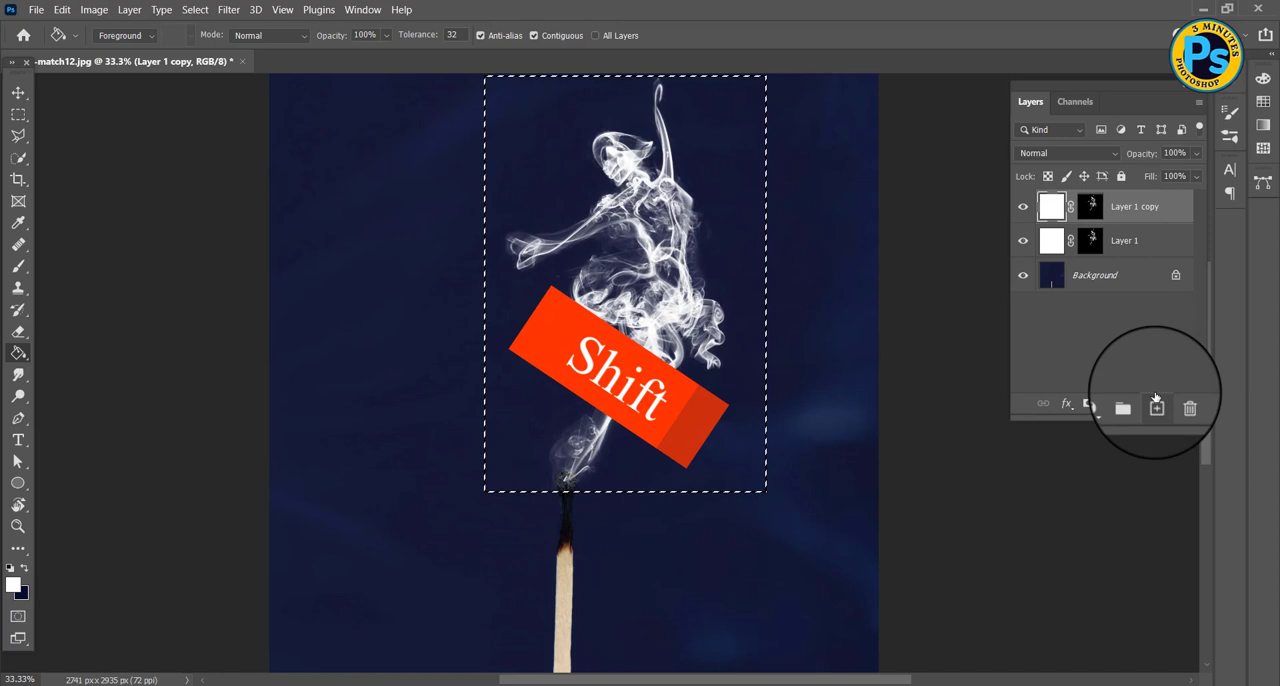 Ps File Edit Image Layer Type Select Filter 3D View Plugins Window Help
Foreground Mode: Normal Opacity: 100% Tolerance: 32 Anti-alias Contiguous All Layers
-match12.jpg @ 33.3% (Layer 1 copy, RGB/8) *
3 MINUTES
Ps
PHOTOSHOP
Layers Channels
Kind
Normal Opacity: 100%
Lock: Fill: 100%
Layer 1 copy
Layer 1
Background
fx
Shift
33.33% 2741 px x 2935 px (72 ppi)